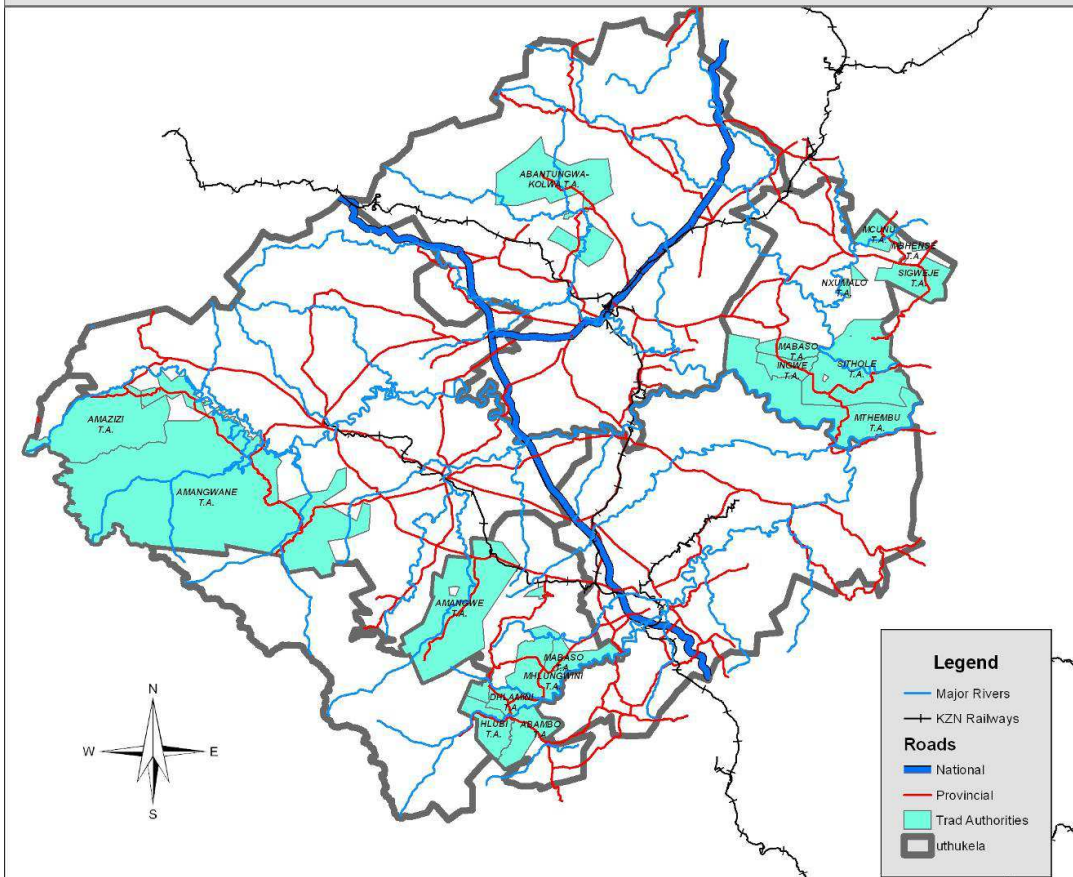 ABANTUNGWA-
KOLWA T.A.
MCUNU
T.A.
MBHENSE
T.A.
SIGWEJE
T.A.
NXUMALO
T.A.
MABASO
T.A.
INGWE
T.A.
SITHOLE
T.A.
MTHEMBU
T.A.
AMAZIZI
T.A.
AMANGWANE
T.A.
AMANGWE
T.A.
MABASO
T.A.
MHLUNGWINI
T.A.
DHLAMINI
T.A.
HLUBI
T.A.
ABAMBO
T.A.
N
W
E
S
Legend
Major Rivers
KZN Railways
Roads
National
Provincial
Trad Authorities
uthukela